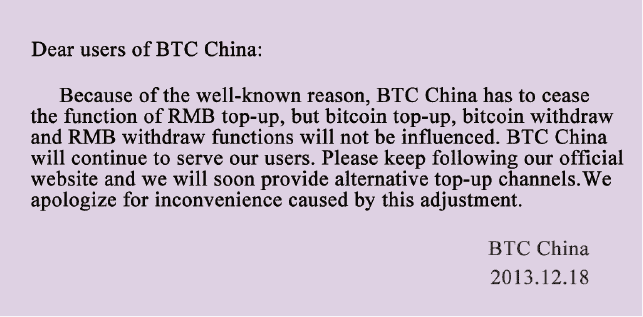 Dear users of BTC China:
Because of the well-known reason, BTC China has to cease
the function of RMB top-up, but bitcoin top-up, bitcoin withdraw
and RMB withdraw functions will not be influenced. BTC China
will continue to serve our users. Please keep following our official
website and we will soon provide alternative top-up channels.We
apologize for inconvenience caused by this adjustment.
BTC China
2013.12.18